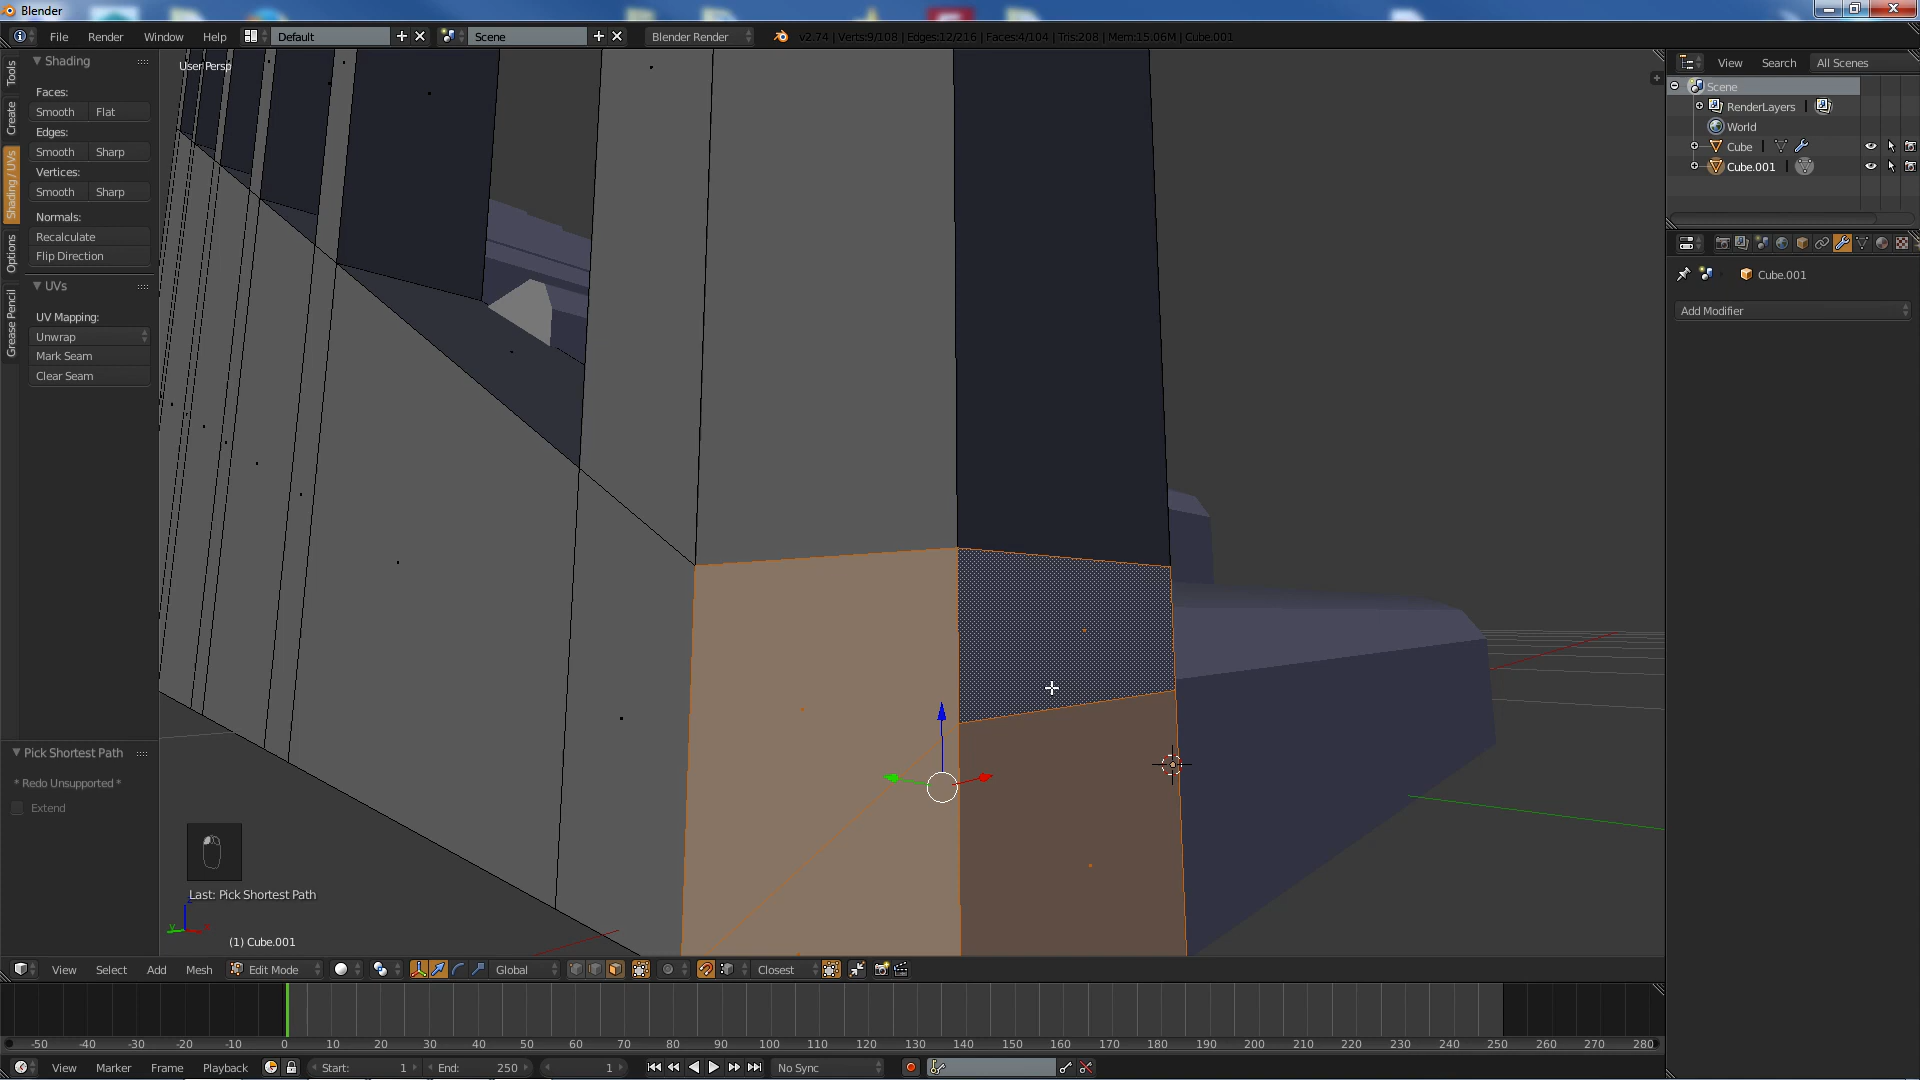 Blender
File Render Window Help Default Scene Blender Render v2.74 | Verts:9/108 | Edges:12/216 | Faces:4/104 | Tris:208 | Mem:15.06M | Cube.001
Tools
Create
Shading / UVs
Options
Grease Pencil
Shading
Faces:
Smooth Flat
Edges:
Smooth Sharp
Vertices:
Smooth Sharp
Normals:
Recalculate
Flip Direction
UVs
UV Mapping:
Unwrap
Mark Seam
Clear Seam
Pick Shortest Path
* Redo Unsupported *
Extend
User Persp
Last: Pick Shortest Path
(1) Cube.001
View Search All Scenes
Scene
RenderLayers
World
Cube
Cube.001
Cube.001
Add Modifier
View Select Add Mesh Edit Mode Global Closest
-50 -40 -30 -20 -10 0 10 20 30 40 50 60 70 80 90 100 110 120 130 140 150 160 170 180 190 200 210 220 230 240 250 260 270 280
View Marker Frame Playback Start: 1 End: 250 1 No Sync